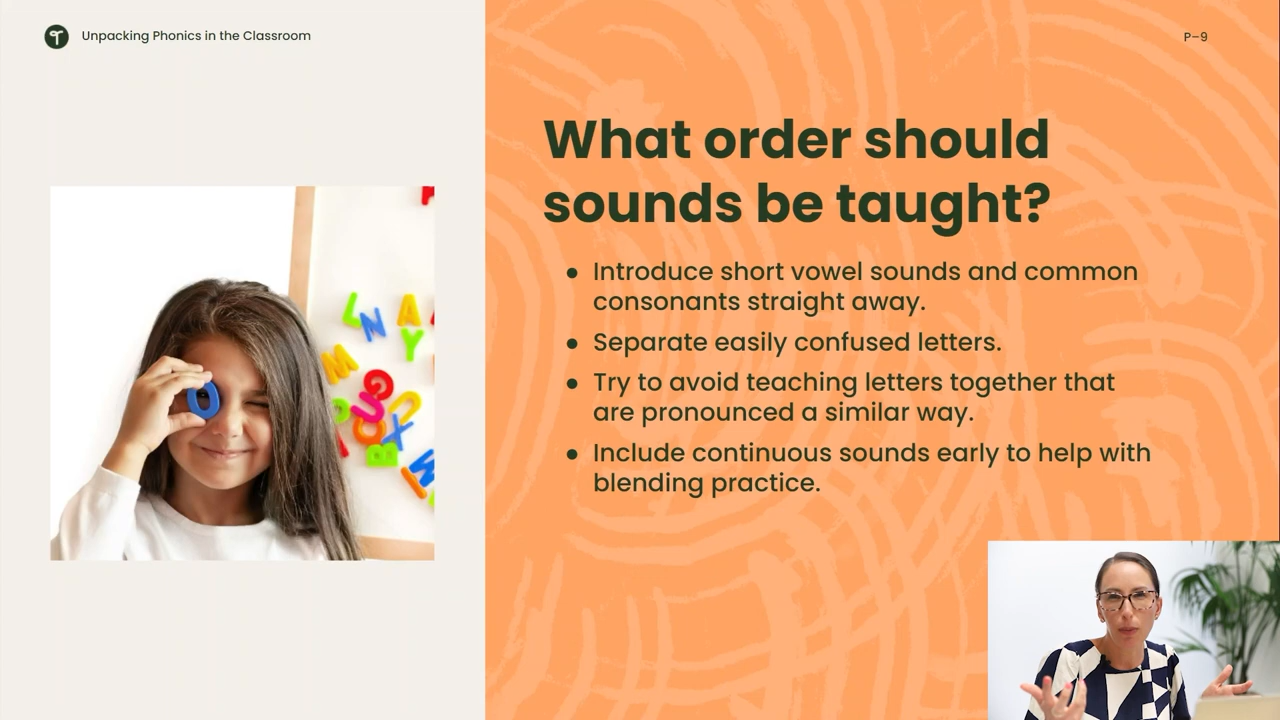 Unpacking Phonics in the Classroom
P–9
What order should
sounds be taught?
• Introduce short vowel sounds and common
consonants straight away.
• Separate easily confused letters.
• Try to avoid teaching letters together that
are pronounced a similar way.
• Include continuous sounds early to help with
blending practice.
L
N
A
Y
M
G
U
X
B